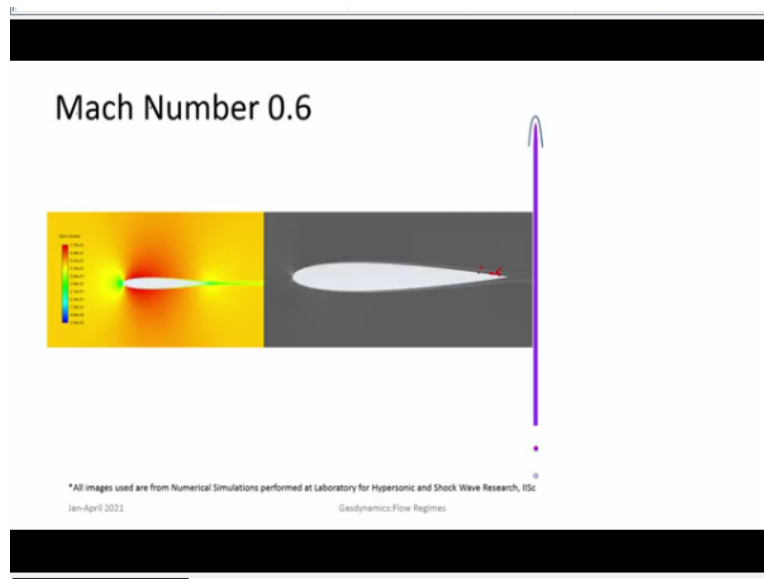 Mach Number 0.6
*All images used are from Numerical Simulations performed at Laboratory for Hypersonic and Shock Wave Research, IISc
Jan-April 2021
Gasdynamics:Flow Regimes